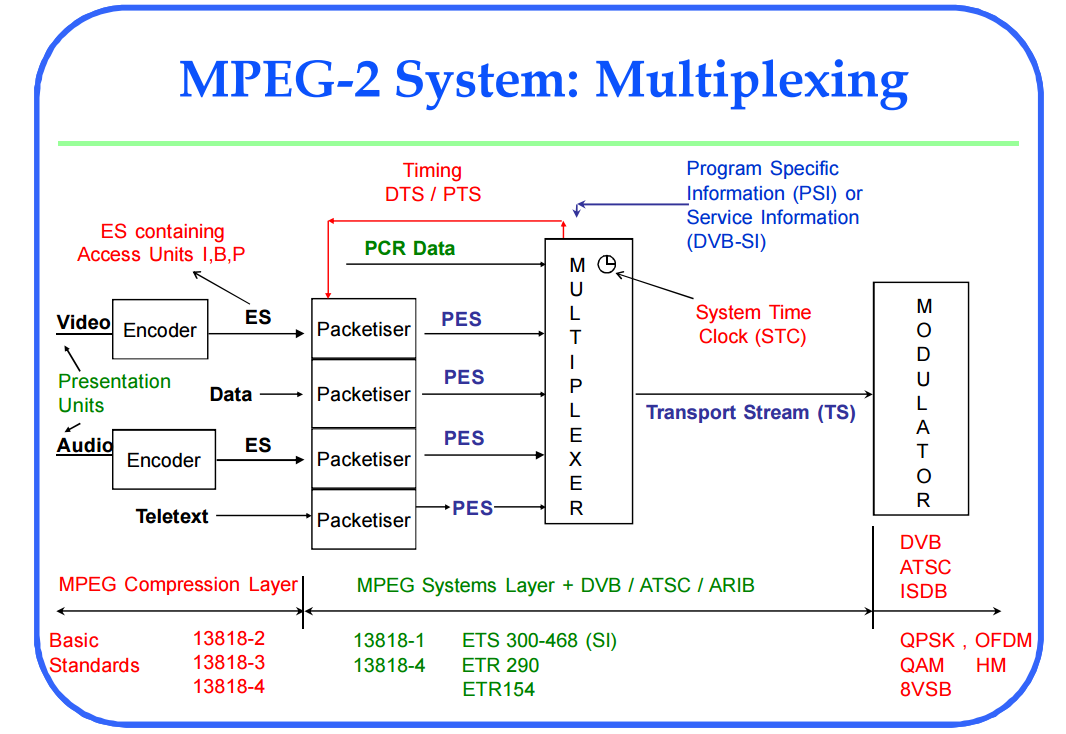 MPEG-2 System: Multiplexing
Timing
DTS / PTS
Program Specific
Information (PSI) or
Service Information
(DVB-SI)
ES containing
Access Units I,B,P
PCR Data
MULTIPLEXER
System Time
Clock (STC)
MODULATOR
Video
Encoder
ES
Packetiser
PES
Presentation
Units
Data
Packetiser
PES
Transport Stream (TS)
Audio
Encoder
ES
Packetiser
PES
Teletext
Packetiser
PES
DVB
ATSC
ISDB
MPEG Compression Layer
MPEG Systems Layer + DVB / ATSC / ARIB
Basic
Standards
13818-2
13818-3
13818-4
13818-1
13818-4
ETS 300-468 (SI)
ETR 290
ETR154
QPSK , OFDM
QAM HM
8VSB